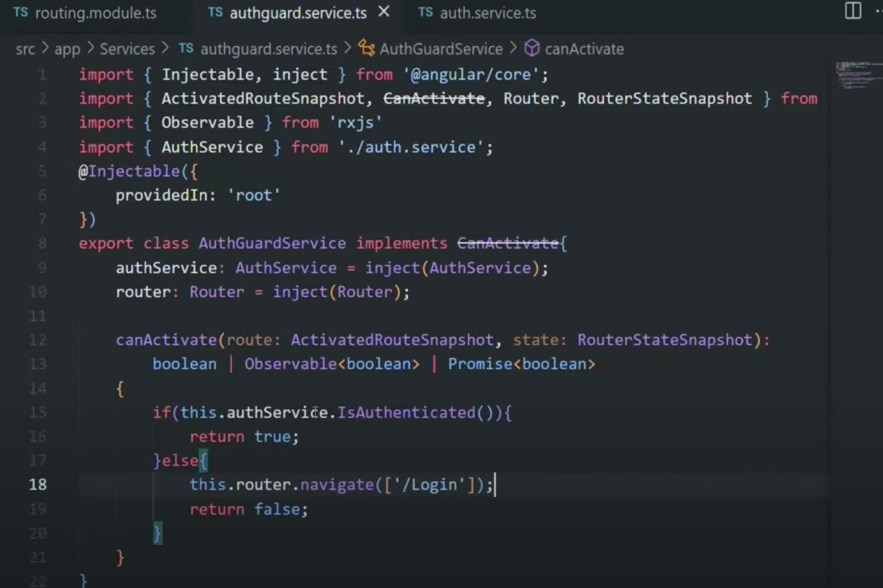 TS routing.module.ts TS authguard.service.ts × TS auth.service.ts
src > app > Services > TS authguard.service.ts > AuthGuardService > canActivate
1 import { Injectable, inject } from '@angular/core';
2 import { ActivatedRouteSnapshot, CanActivate, Router, RouterStateSnapshot } from
3 import { Observable } from 'rxjs'
4 import { AuthService } from './auth.service';
5 @Injectable({
6 providedIn: 'root'
7 })
8 export class AuthGuardService implements CanActivate{
9 authService: AuthService = inject(AuthService);
10 router: Router = inject(Router);
11
12 canActivate(route: ActivatedRouteSnapshot, state: RouterStateSnapshot):
13 boolean | Observable<boolean> | Promise<boolean>
14 {
15 if(this.authService.IsAuthenticated()){
16 return true;
17 }else{
18 this.router.navigate(['/Login']);
19 return false;
20 }
21 }
22 }